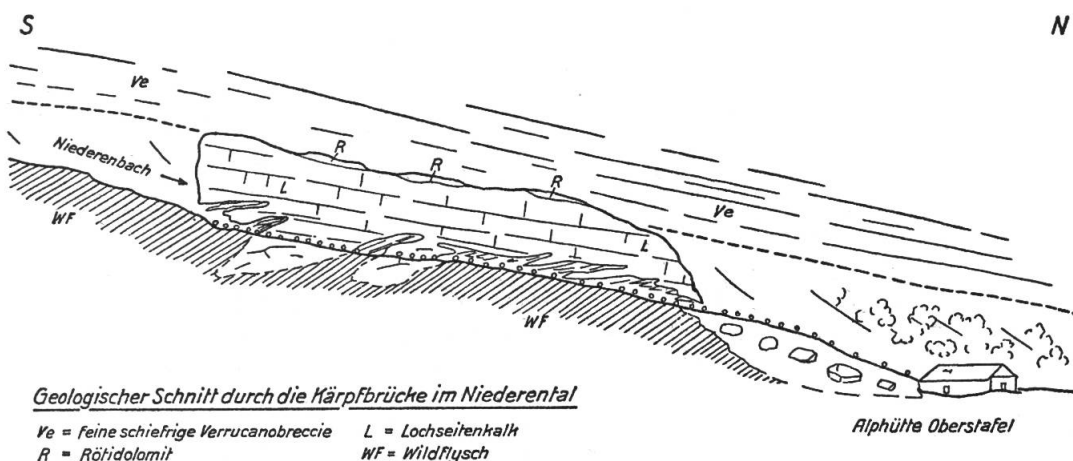 S
N
Ve
Niederenbach
R
R
R
L
Ve
WF
L
WF
Geologischer Schnitt durch die Kärpfbrücke im Niederental
Ve = feine schiefrige Verrucanobreccie L = Lochseitenkalk
R = Rötidolomit WF = Wildflysch
Alphütte Oberstafel